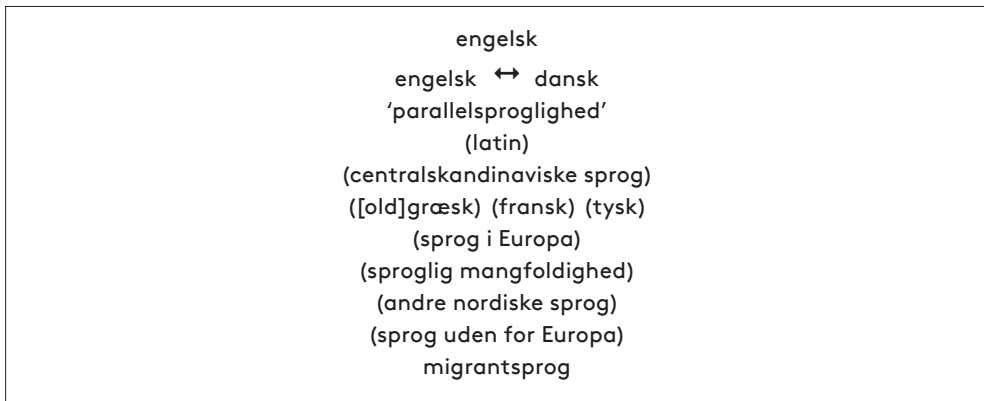 engelsk
engelsk ↔ dansk
‘parallelsproglighed’
(latin)
(centralskandinaviske sprog)
([old]græsk) (fransk) (tysk)
(sprog i Europa)
(sproglig mangfoldighed)
(andre nordiske sprog)
(sprog uden for Europa)
migrantsprog